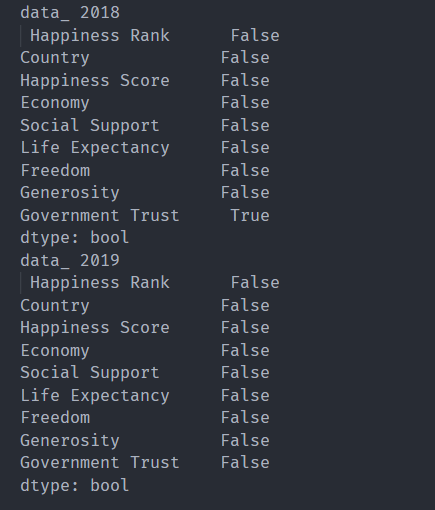 data_ 2018
 Happiness Rank      False
Country             False
Happiness Score     False
Economy             False
Social Support      False
Life Expectancy     False
Freedom             False
Generosity          False
Government Trust     True
dtype: bool
data_ 2019
 Happiness Rank      False
Country             False
Happiness Score     False
Economy             False
Social Support      False
Life Expectancy     False
Freedom             False
Generosity          False
Government Trust    False
dtype: bool